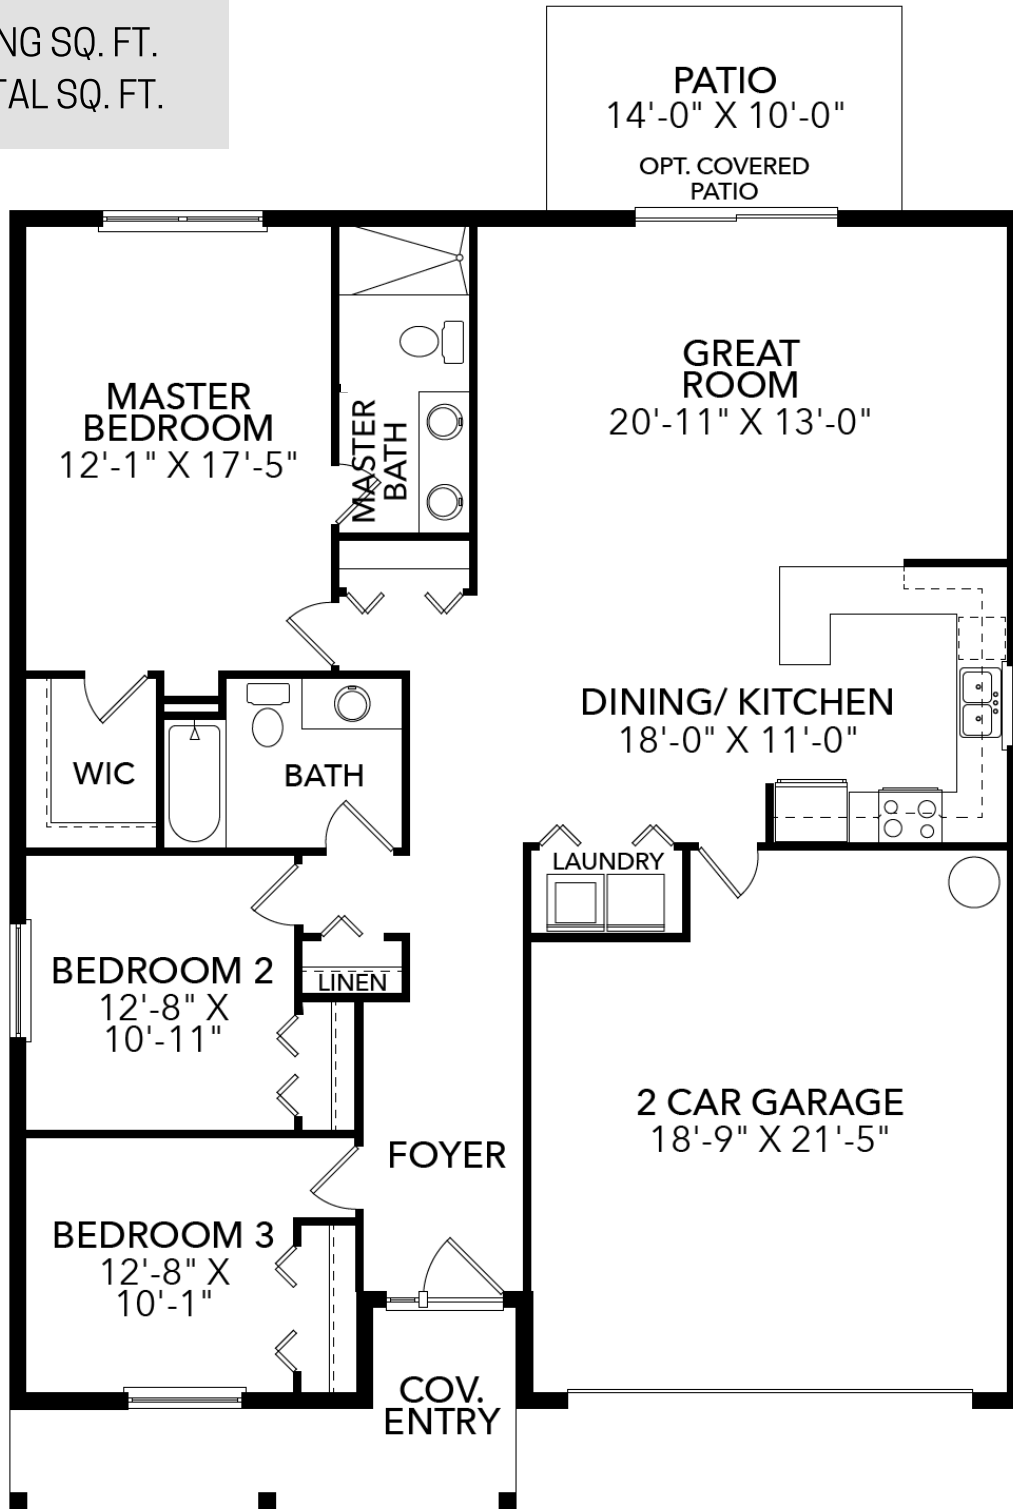 NG SQ. FT.
TAL SQ. FT.
PATIO
14'-0" X 10'-0"
OPT. COVERED
PATIO
MASTER
BEDROOM
12'-1" X 17'-5"
MASTER
BATH
GREAT
ROOM
20'-11" X 13'-0"
DINING/ KITCHEN
18'-0" X 11'-0"
WIC
BATH
LAUNDRY
BEDROOM 2
12'-8" X
10'-11"
LINEN
2 CAR GARAGE
18'-9" X 21'-5"
FOYER
BEDROOM 3
12'-8" X
10'-1"
COV.
ENTRY